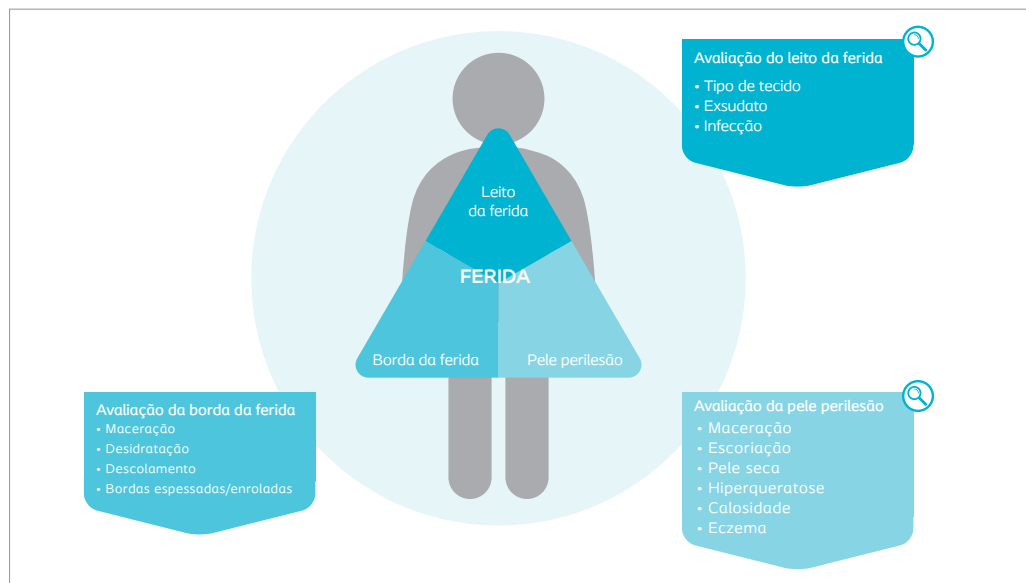 Avaliação do leito da ferida
• Tipo de tecido
• Exsudato
• Infecção
Leito
da ferida
FERIDA
Borda da ferida
Pele perilesão
Avaliação da borda da ferida
• Maceração
• Desidratação
• Descolamento
• Bordas espessadas/enroladas
Avaliação da pele perilesão
• Maceração
• Escoriação
• Pele seca
• Hiperqueratose
• Calosidade
• Eczema